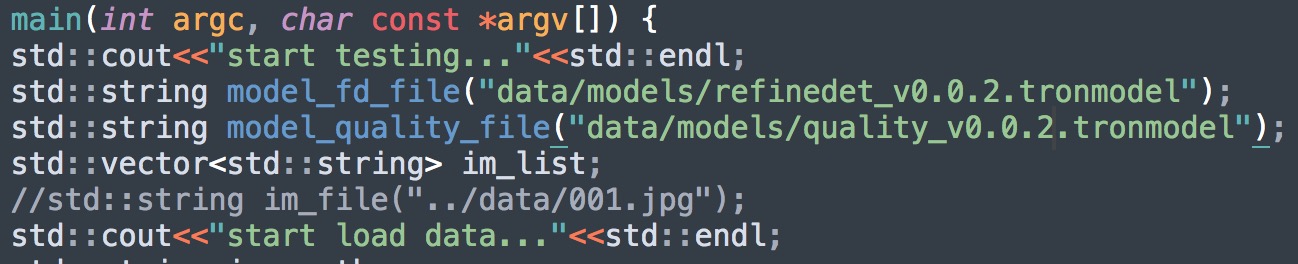 main(int argc, char const *argv[]) {
std::cout<<"start testing..."<<std::endl;
std::string model_fd_file("data/models/refinedet_v0.0.2.tronmodel");
std::string model_quality_file("data/models/quality_v0.0.2.tronmodel");
std::vector<std::string> im_list;
//std::string im_file("../data/001.jpg");
std::cout<<"start load data..."<<std::endl;